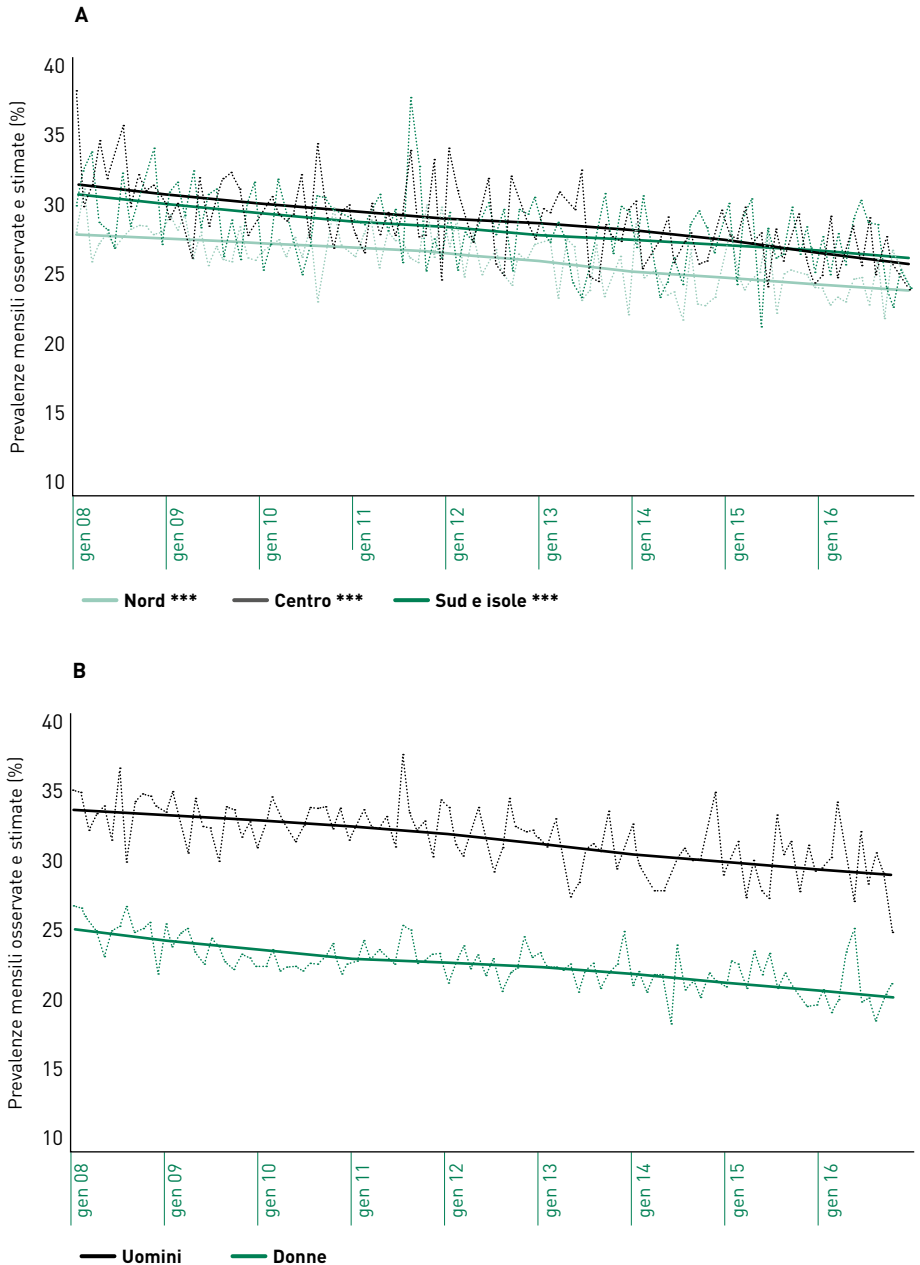 A
Prevalenze mensili osservate e stimate (%)
40
35
30
25
20
15
10
gen 08
gen 09
gen 10
gen 11
gen 12
gen 13
gen 14
gen 15
gen 16
Nord *** Centro *** Sud e isole ***
B
Prevalenze mensili osservate e stimate (%)
40
35
30
25
20
15
10
gen 08
gen 09
gen 10
gen 11
gen 12
gen 13
gen 14
gen 15
gen 16
Uomini Donne